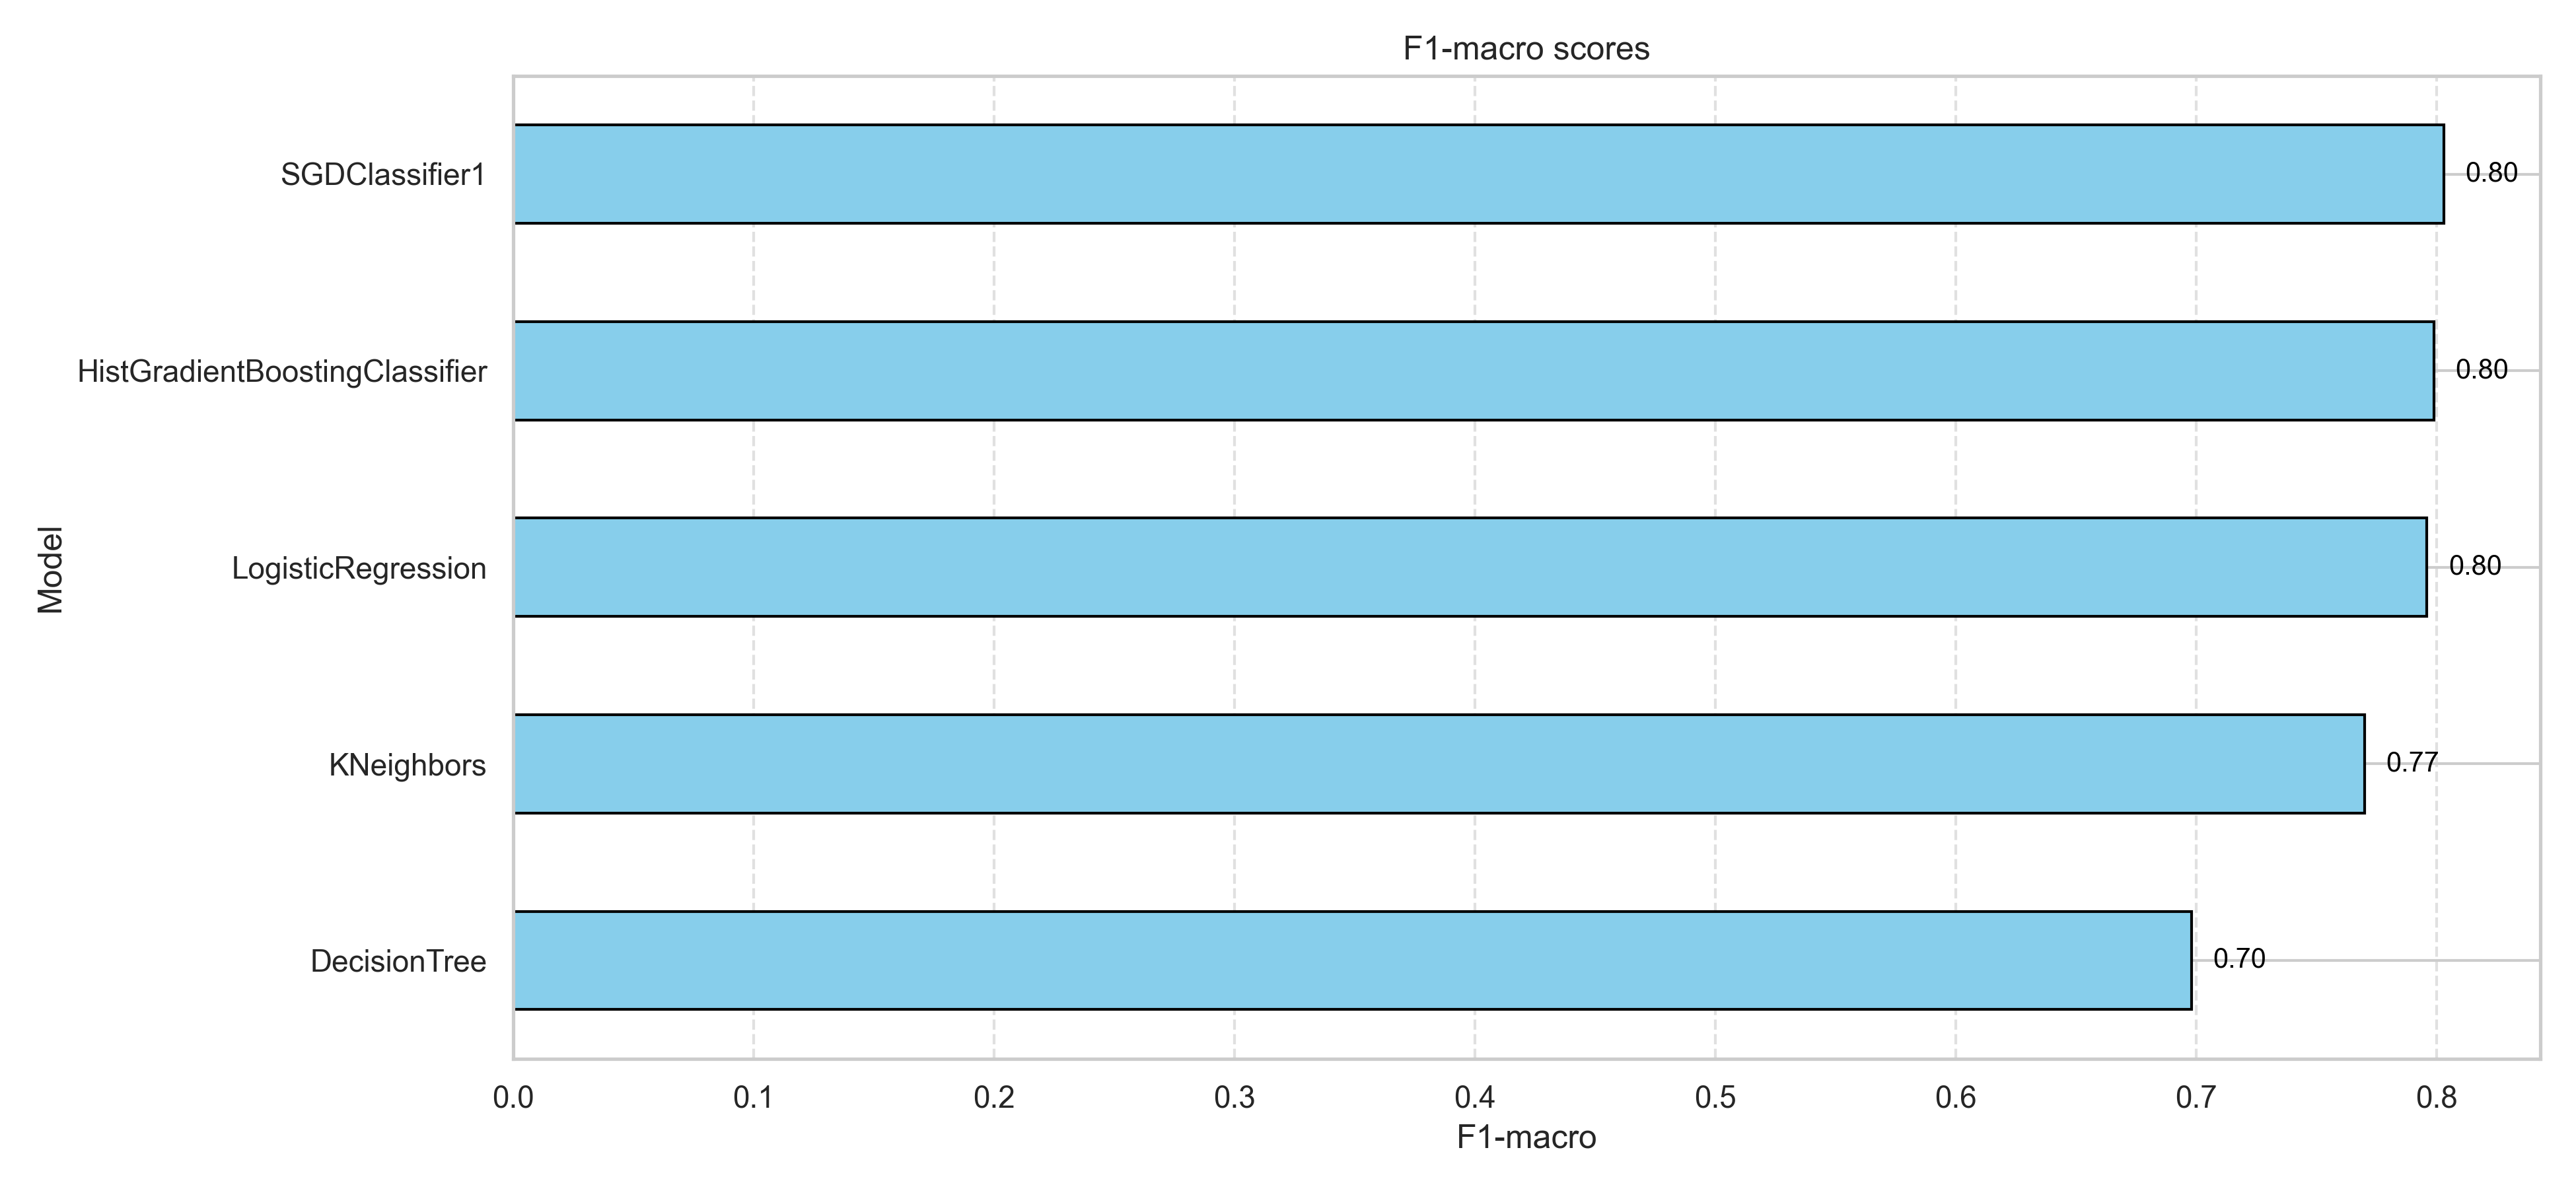 F1-macro scores
SGDClassifier1
0.80
HistGradientBoostingClassifier
0.80
LogisticRegression
0.80
KNeighbors
0.77
DecisionTree
0.70
Model
0.0 0.1 0.2 0.3 0.4 0.5 0.6 0.7 0.8
F1-macro